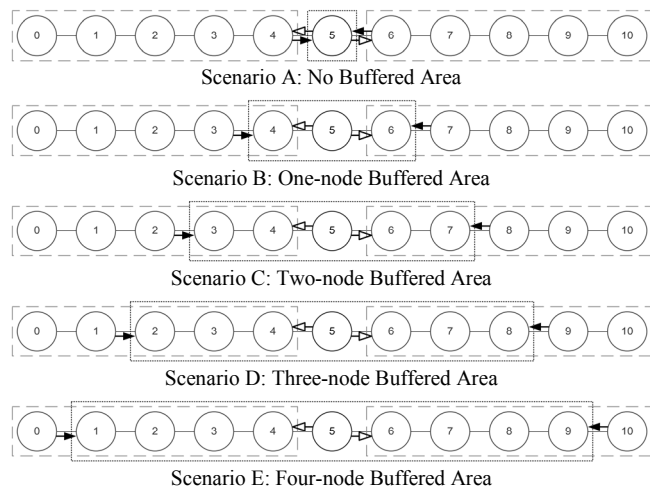 0 1 2 3 4 5 6 7 8 9 10
Scenario A: No Buffered Area
0 1 2 3 4 5 6 7 8 9 10
Scenario B: One-node Buffered Area
0 1 2 3 4 5 6 7 8 9 10
Scenario C: Two-node Buffered Area
0 1 2 3 4 5 6 7 8 9 10
Scenario D: Three-node Buffered Area
0 1 2 3 4 5 6 7 8 9 10
Scenario E: Four-node Buffered Area